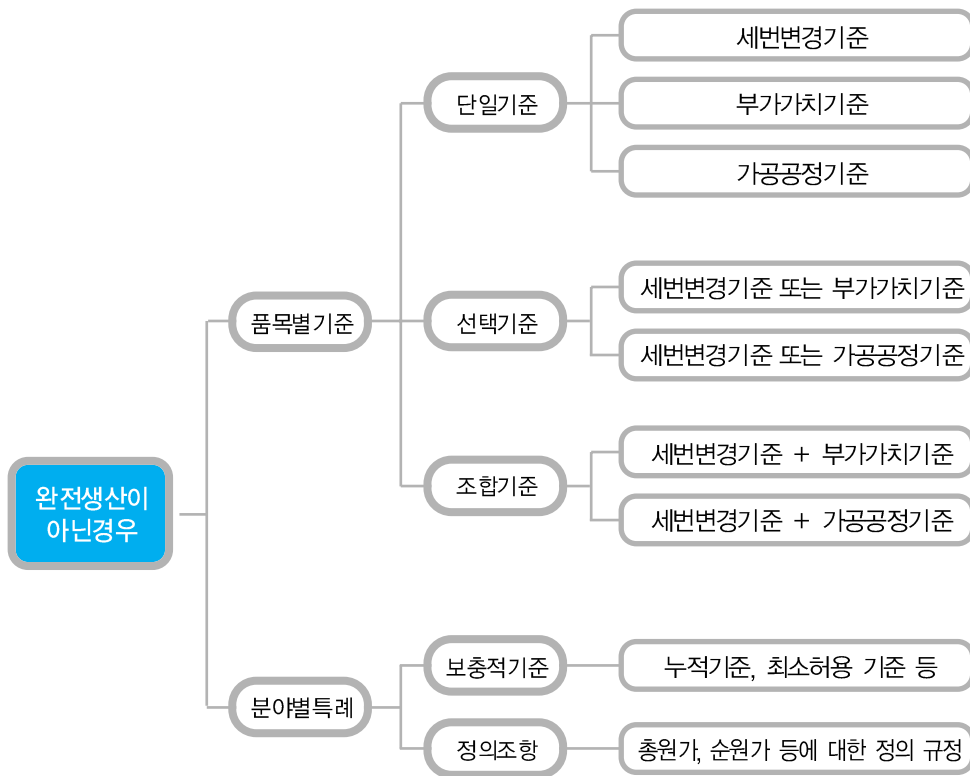 세번변경기준
단일기준
부가가치기준
가공공정기준
세번변경기준 또는 부가가치기준
품목별기준
선택기준
세번변경기준 또는 가공공정기준
세번변경기준 + 부가가치기준
조합기준
완전생산이
아닌경우
세번변경기준 + 가공공정기준
보충적기준
누적기준, 최소허용 기준 등
분야별특례
정의조항
총원가, 순원가 등에 대한 정의 규정